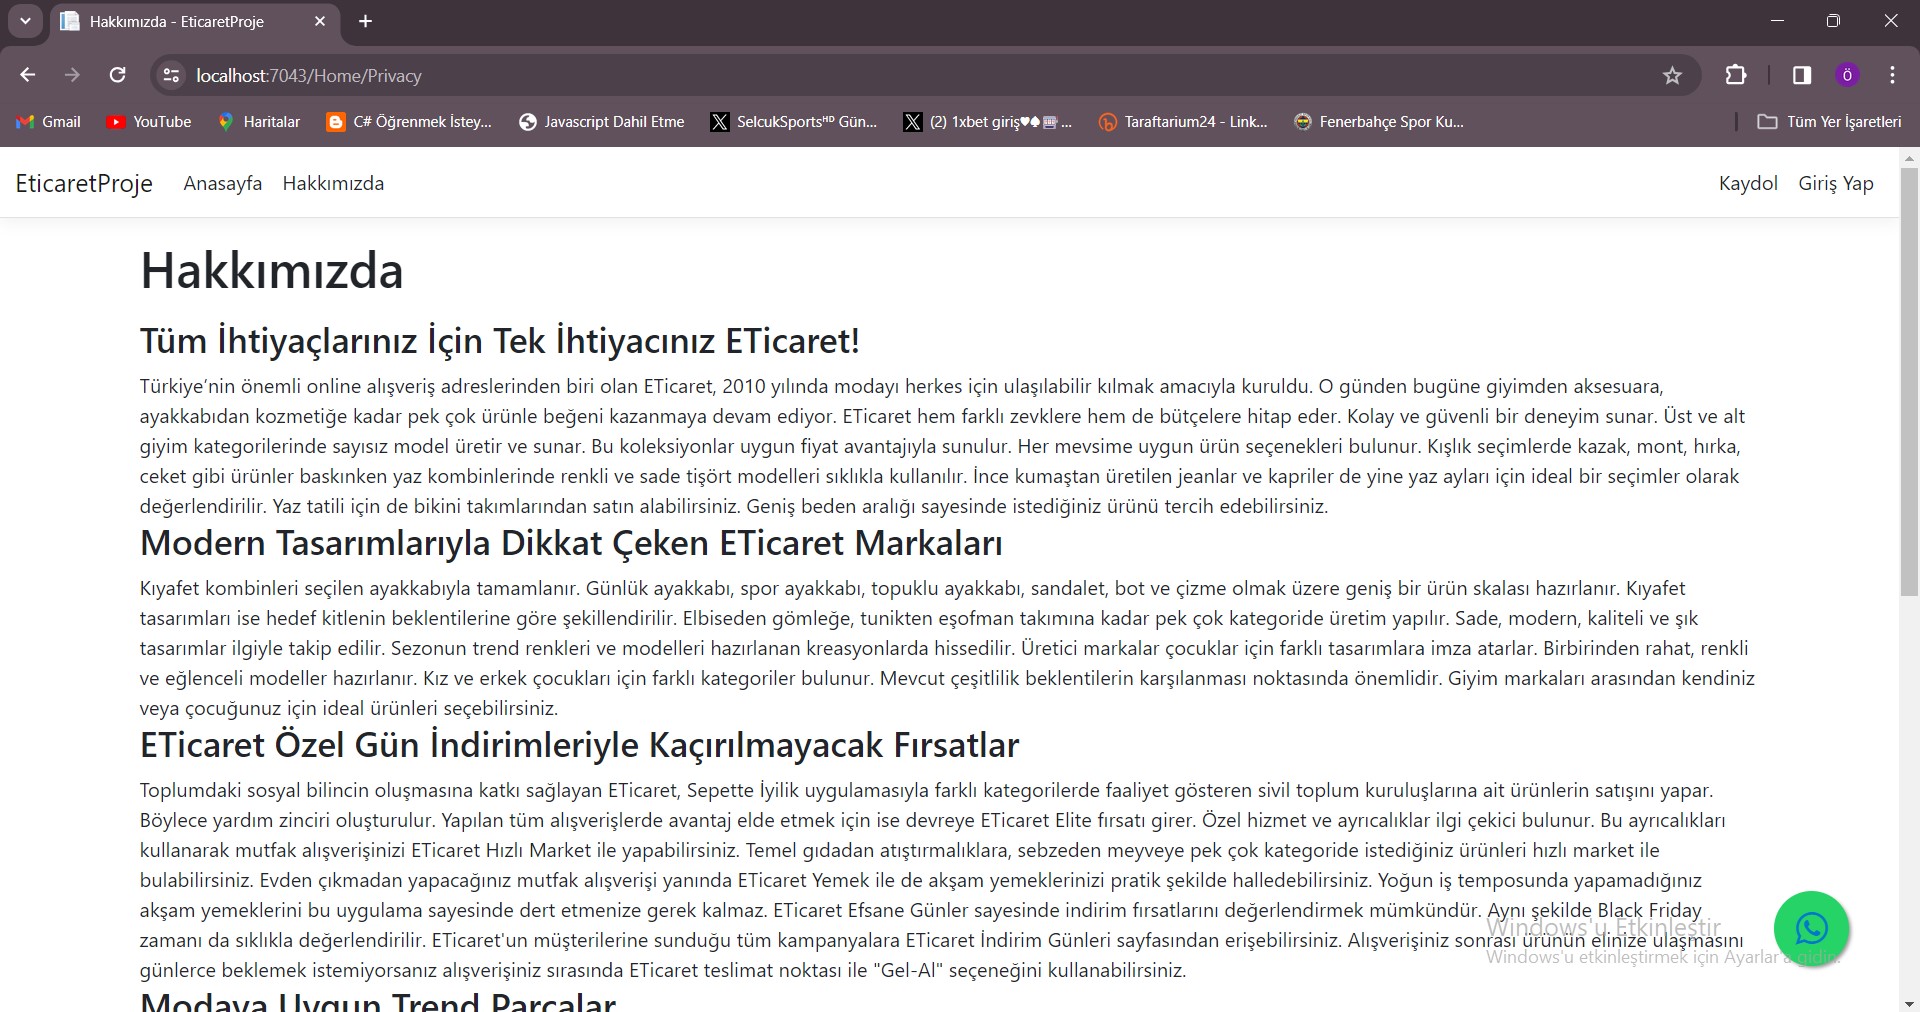 Hakkımızda - EticaretProje
localhost:7043/Home/Privacy
Ö
Gmail
YouTube
Haritalar
C# Öğrenmek İstey...
Javascript Dahil Etme
SelcukSportsᴴᴰ Gün...
(2) 1xbet giriş♥♠🎰 ...
Taraftarium24 - Link...
Fenerbahçe Spor Ku...
Tüm Yer İşaretleri
EticaretProje Anasayfa Hakkımızda Kaydol Giriş Yap
Hakkımızda
Tüm İhtiyaçlarınız İçin Tek İhtiyacınız ETicaret!
Türkiye'nin önemli online alışveriş adreslerinden biri olan ETicaret, 2010 yılında modayı herkes için ulaşılabilir kılmak amacıyla kuruldu. O günden bugüne giyimden aksesuara,
ayakkabıdan kozmetiğe kadar pek çok ürünle beğeni kazanmaya devam ediyor. ETicaret hem farklı zevklere hem de bütçelere hitap eder. Kolay ve güvenli bir deneyim sunar. Üst ve alt
giyim kategorilerinde sayısız model üretir ve sunar. Bu koleksiyonlar uygun fiyat avantajıyla sunulur. Her mevsime uygun ürün seçenekleri bulunur. Kışlık seçimlerde kazak, mont, hırka,
ceket gibi ürünler baskınken yaz kombinlerinde renkli ve sade tişört modelleri sıklıkla kullanılır. İnce kumaştan üretilen jeanlar ve kapriler de yine yaz ayları için ideal bir seçimler olarak
değerlendirilir. Yaz tatili için de bikini takımlarından satın alabilirsiniz. Geniş beden aralığı sayesinde istediğiniz ürünü tercih edebilirsiniz.
Modern Tasarımlarıyla Dikkat Çeken ETicaret Markaları
Kıyafet kombinleri seçilen ayakkabıyla tamamlanır. Günlük ayakkabı, spor ayakkabı, topuklu ayakkabı, sandalet, bot ve çizme olmak üzere geniş bir ürün skalası hazırlanır. Kıyafet
tasarımları ise hedef kitlenin beklentilerine göre şekillendirilir. Elbiseden gömleğe, tunikten eşofman takımına kadar pek çok kategoride üretim yapılır. Sade, modern, kaliteli ve şık
tasarımlar ilgiyle takip edilir. Sezonun trend renkleri ve modelleri hazırlanan kreasyonlarda hissedilir. Üretici markalar çocuklar için farklı tasarımlara imza atarlar. Birbirinden rahat, renkli
ve eğlenceli modeller hazırlanır. Kız ve erkek çocukları için farklı kategoriler bulunur. Mevcut çeşitlilik beklentilerin karşılanması noktasında önemlidir. Giyim markaları arasından kendiniz
veya çocuğunuz için ideal ürünleri seçebilirsiniz.
ETicaret Özel Gün İndirimleriyle Kaçırılmayacak Fırsatlar
Toplumdaki sosyal bilincin oluşmasına katkı sağlayan ETicaret, Sepette İyilik uygulamasıyla farklı kategorilerde faaliyet gösteren sivil toplum kuruluşlarına ait ürünlerin satışını yapar.
Böylece yardım zinciri oluşturulur. Yapılan tüm alışverişlerde avantaj elde etmek için ise devreye ETicaret Elite fırsatı girer. Özel hizmet ve ayrıcalıklar ilgi çekici bulunur. Bu ayrıcalıkları
kullanarak mutfak alışverişinizi ETicaret Hızlı Market ile yapabilirsiniz. Temel gıdadan atıştırmalıklara, sebzeden meyveye pek çok kategoride istediğiniz ürünleri hızlı market ile
bulabilirsiniz. Evden çıkmadan yapacağınız mutfak alışverişi yanında ETicaret Yemek ile de akşam yemeklerinizi pratik şekilde halledebilirsiniz. Yoğun iş temposunda yapamadığınız
akşam yemeklerini bu uygulama sayesinde dert etmenize gerek kalmaz. ETicaret Efsane Günler sayesinde indirim fırsatlarını değerlendirmek mümkündür. Aynı şekilde Black Friday
zamanı da sıklıkla değerlendirilir. ETicaret'un müşterilerine sunduğu tüm kampanyalara ETicaret İndirim Günleri sayfasından erişebilirsiniz. Alışverişiniz sonrası ürünün elinize ulaşmasını
günlerce beklemek istemiyorsanız alışverişiniz sırasında ETicaret teslimat noktası ile "Gel-Al" seçeneğini kullanabilirsiniz.
Windows'u Etkinleştir
Windows'u etkinleştirmek için Ayarlar'a gidin.
Modaya Uygun Trend Parçalar